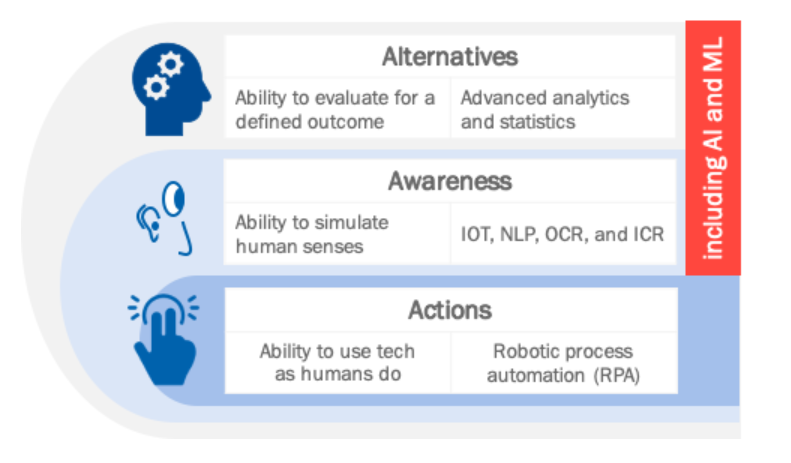 Alternatives
Ability to evaluate for a
defined outcome
Advanced analytics
and statistics
Awareness
Ability to simulate
human senses
IOT, NLP, OCR, and ICR
Actions
Ability to use tech
as humans do
Robotic process
automation (RPA)
including AI and ML